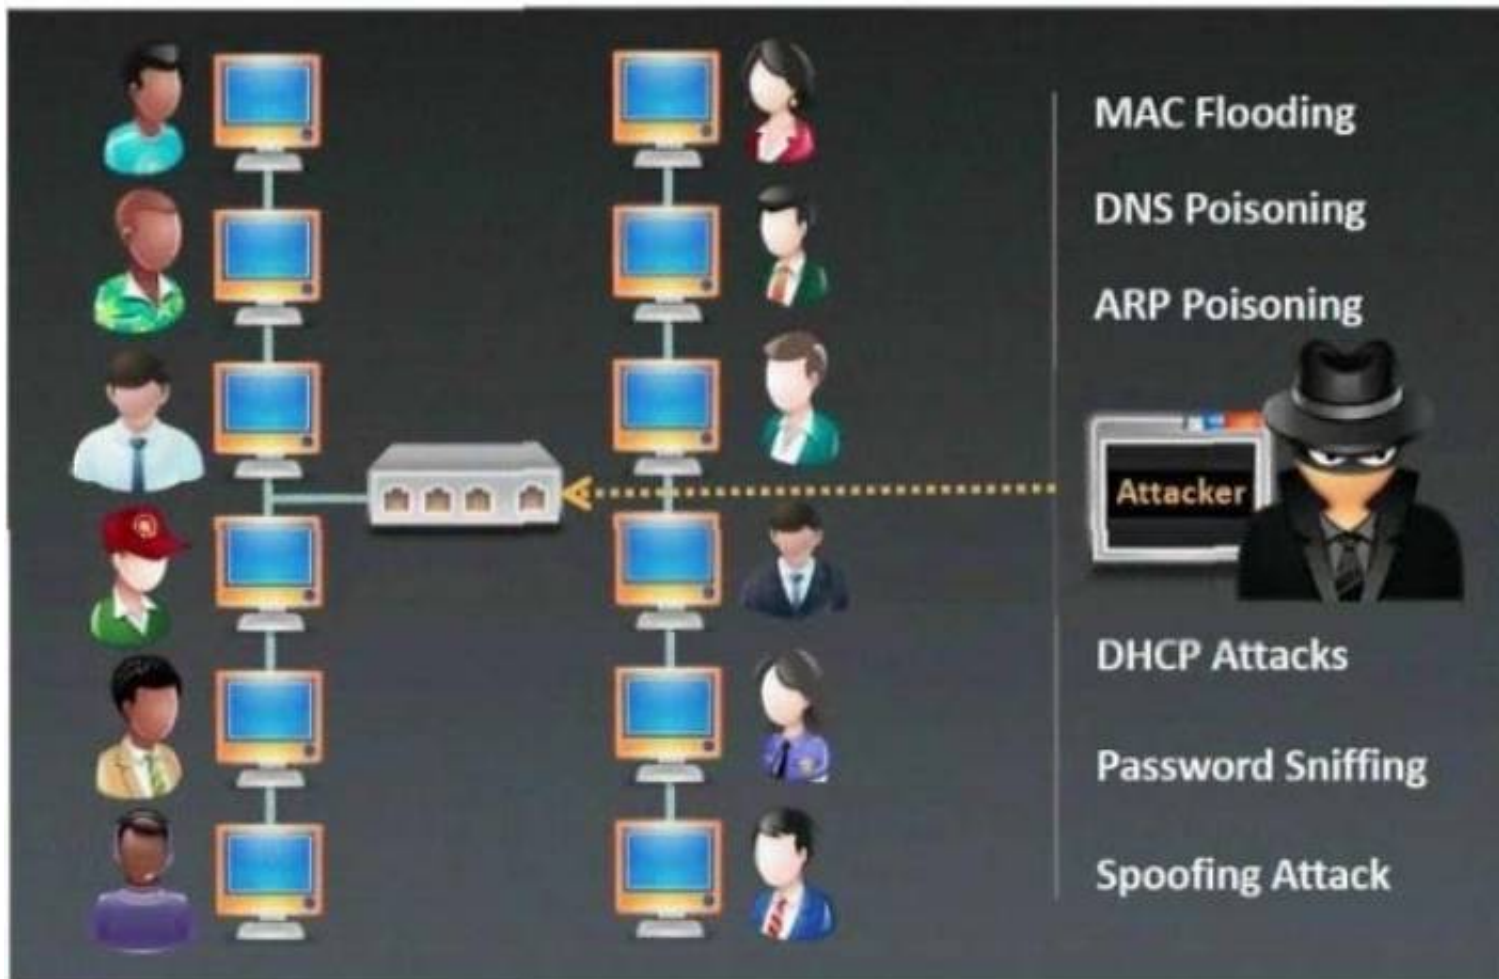 MAC Flooding
DNS Poisoning
ARP Poisoning
Attacker
DHCP Attacks
Password Sniffing
Spoofing Attack